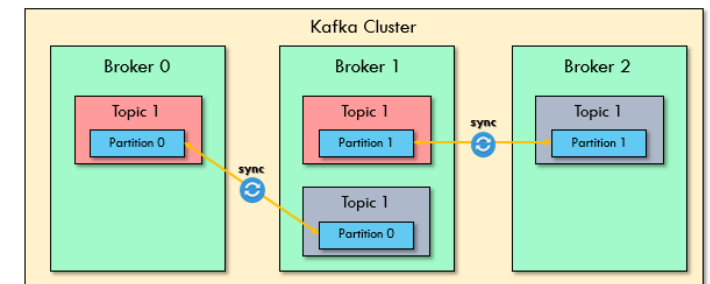 Kafka Cluster
Broker 0
Broker 1
Broker 2
Topic 1
Partition 0
sync
Topic 1
Partition 1
Topic 1
Partition 0
sync
Topic 1
Partition 1